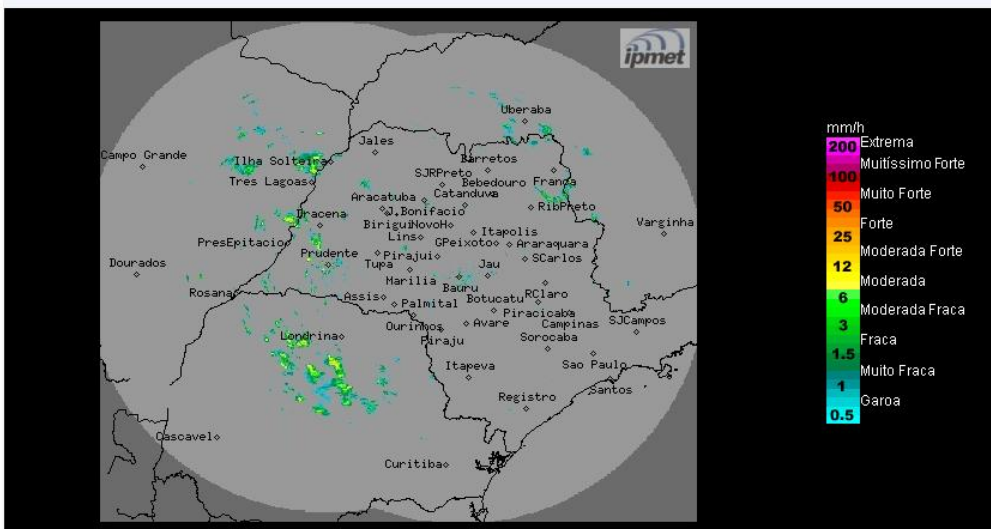 ipmet
Uberaba
Jales
Campo Grande
Ilha Solteira
Barretos
SJRPreto
Tres Lagoas
Bebedouro
Franca
Catanduva
Aracatuba
Dracena
J.Bonifacio
RibPreto
Birigui
NovoH
Varginha
Itapolis
PresEpitacio
Lins
GPeixoto
Araraquara
Prudente
Pirajui
SCarlos
Dourados
Tupa
Jau
Marilia
Bauru
Rosana
Assis
Palmital
Botucatu
RClaro
Piracicaba
Ourinhos
Avare
Campinas
SJCampos
Londrina
Piraju
Sorocaba
Itapeva
Sao Paulo
Santos
Registro
Cascavel
Curitiba
mm/h
200
Extrema
Muitíssimo Forte
100
Muito Forte
50
Forte
25
Moderada Forte
12
Moderada
6
Moderada Fraca
3
Fraca
1.5
Muito Fraca
1
Garoa
0.5